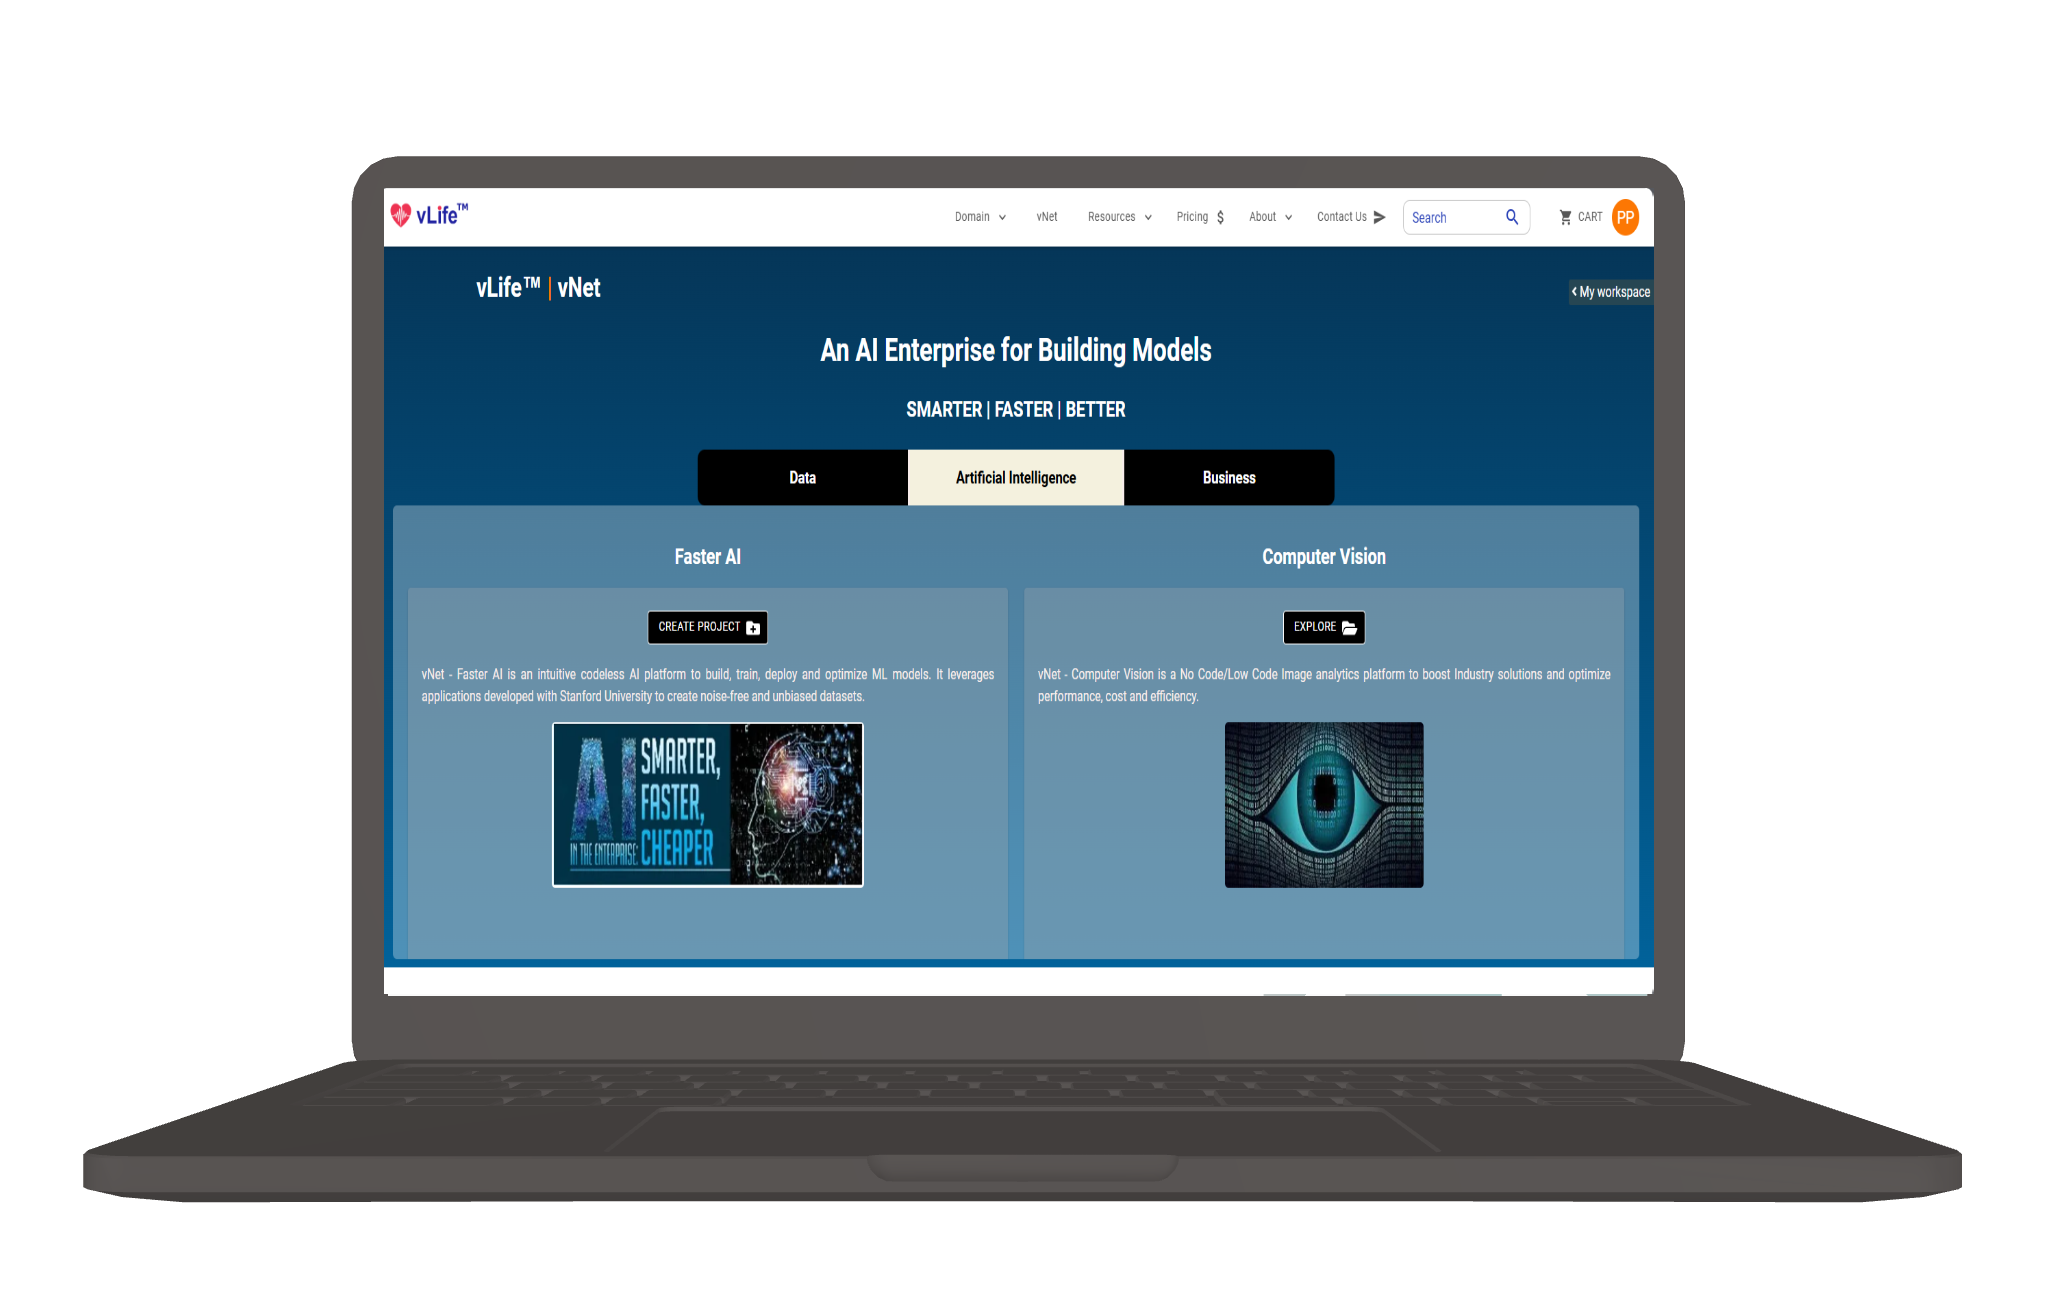 vLife™
Domain
vNet
Resources
Pricing $
About
Contact Us
Search
CART
PP
vLife™ | vNet
< My workspace
An AI Enterprise for Building Models
SMARTER | FASTER | BETTER
Data
Artificial Intelligence
Business
Faster AI
CREATE PROJECT
vNet - Faster AI is an intuitive codeless AI platform to build, train, deploy and optimize ML models. It leverages
applications developed with Stanford University to create noise-free and unbiased datasets.
AI
SMARTER,
FASTER,
IN THE ENTERPRISE: CHEAPER
Computer Vision
EXPLORE
vNet - Computer Vision is a No Code/Low Code Image analytics platform to boost Industry solutions and optimize
performance, cost and efficiency.